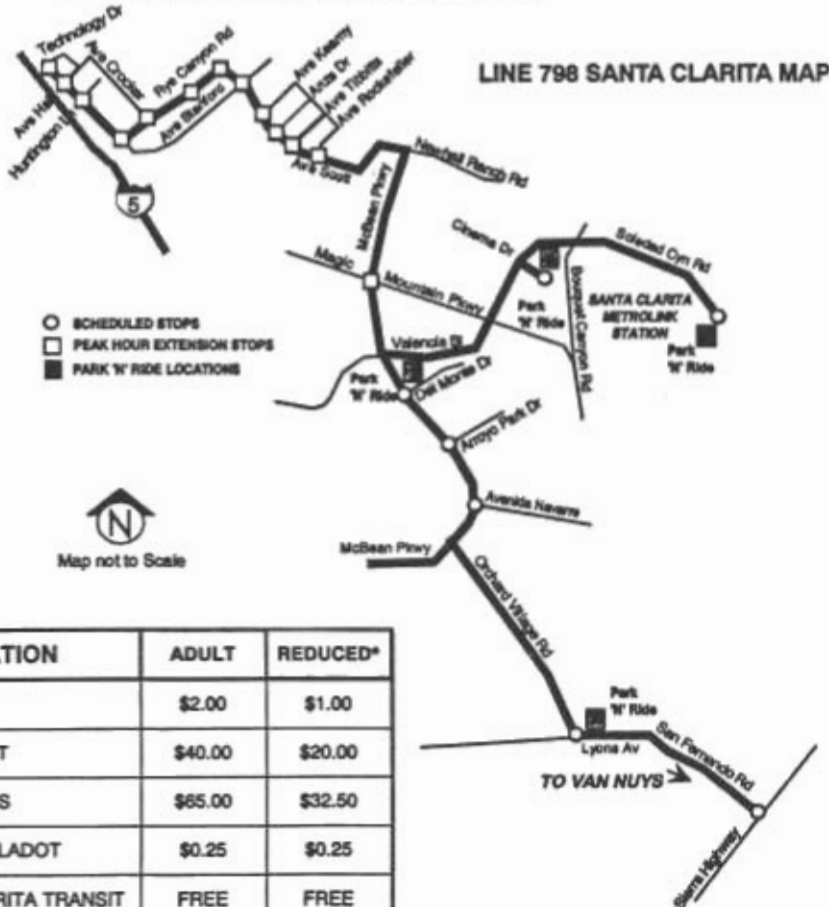 LINE 798 SANTA CLARITA MAP
Technology Dr
Ave Crocker
Rye Canyon Rd
Ave Stanford
Huntington Ln
Ave Kearny
Anza Dr
Ave Tibbitts
Ave Rockefeller
Ave Scott
Newhall Ranch Rd
5
McBean Pkwy
Magic
Mountain Pkwy
Cinema Dr
Park
'N' Ride
Bouquet Canyon Rd
Soledad Cyn Rd
SANTA CLARITA
METROLINK
STATION
Park
'N' Ride
SCHEDULED STOPS
PEAK HOUR EXTENSION STOPS
PARK 'N' RIDE LOCATIONS
Valencia Bl
Park
'N' Ride
Del Monte Dr
Arroyo Park Dr
Avenida Navarre
N
Map not to Scale
McBean Pkwy
Orchard Village Rd
Park
'N' Ride
Lyons Av
San Fernando Rd
TO VAN NUYS
Sierra Highway
ADULT REDUCED*
$2.00 $1.00
$40.00 $20.00
$65.00 $32.50
LADOT $0.25 $0.25
TRANSIT FREE FREE